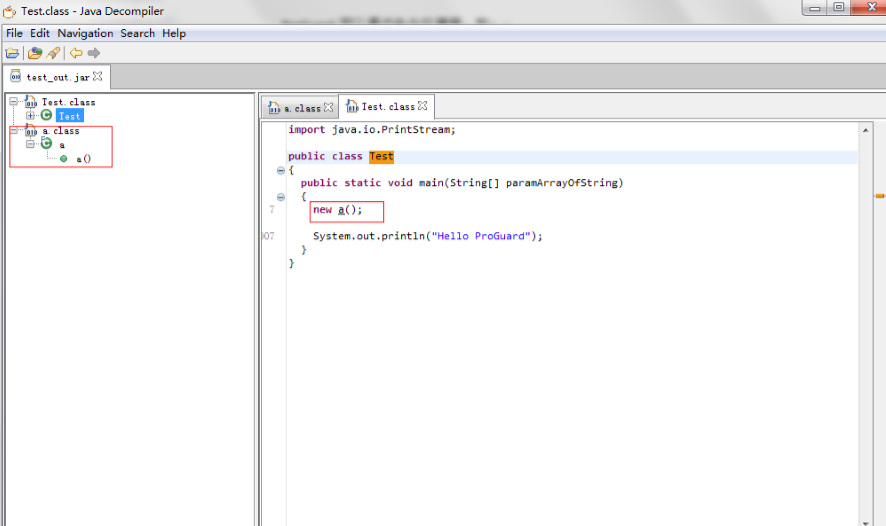 Test.class - Java Decompiler
File Edit Navigation Search Help
test_out.jar
Test.class
Test
a.class
a
a()
a.class Test.class
import java.io.PrintStream;
public class Test
{
public static void main(String[] paramArrayOfString)
{
7 new a();
007 System.out.println("Hello ProGuard");
}
}